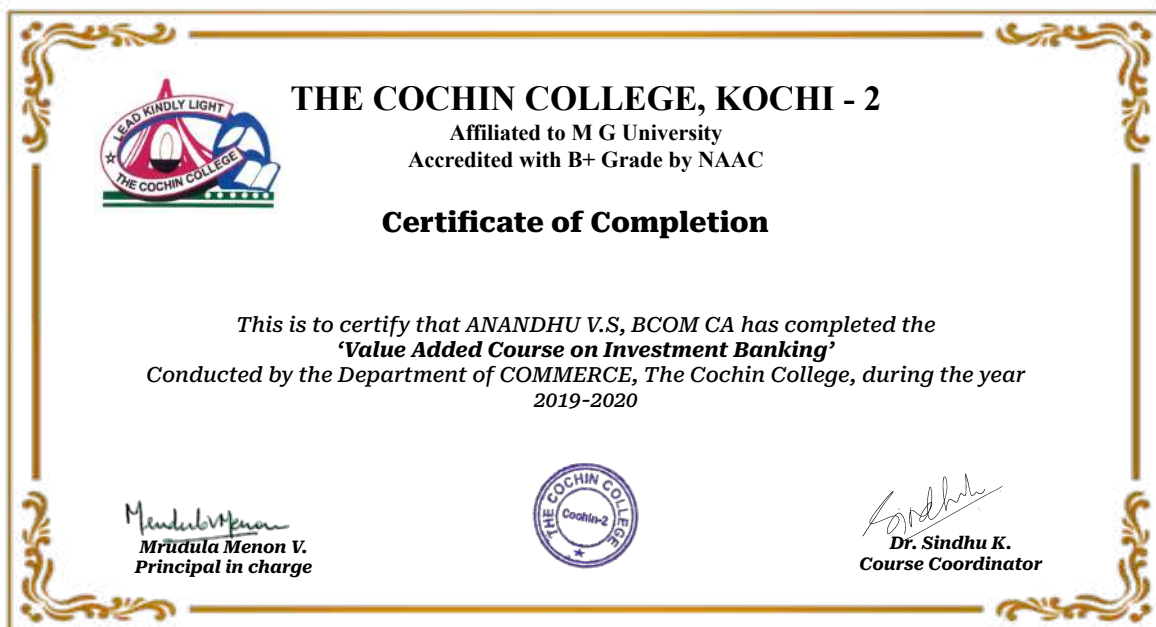 THE COCHIN COLLEGE, KOCHI - 2
Affiliated to M G University
Accredited with B+ Grade by NAAC
LEAD KINDLY LIGHT
THE COCHIN COLLEGE
Certificate of Completion
This is to certify that ANANDHU V.S, BCOM CA has completed the
‘Value Added Course on Investment Banking’
Conducted by the Department of COMMERCE, The Cochin College, during the year
2019-2020
THE COCHIN COLLEGE
Cochin-2
Mrudula Menon
Mrudula Menon V.
Principal in charge
Sindhu
Dr. Sindhu K.
Course Coordinator